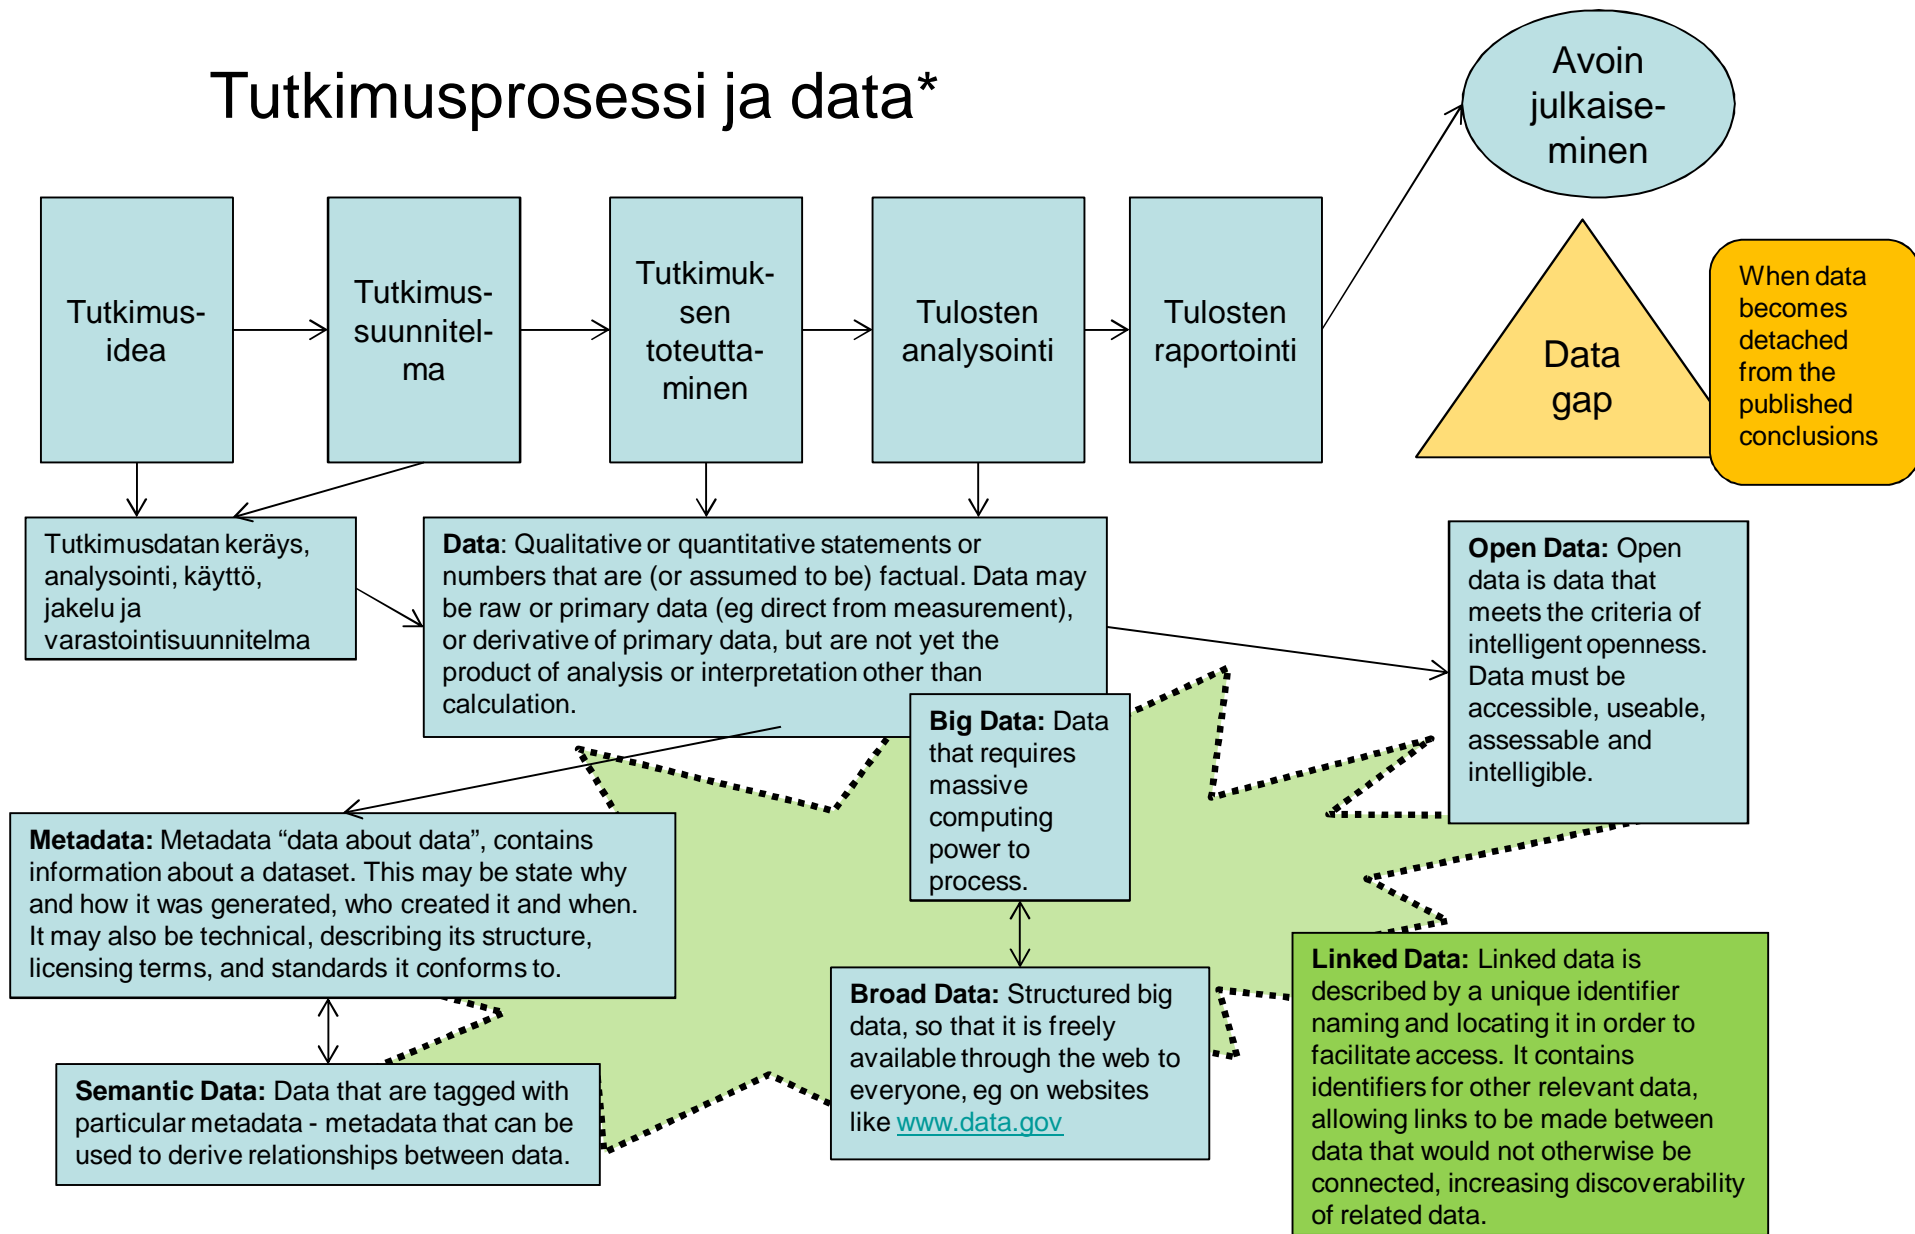 Tutkimusprosessi ja data*
Avoin
julkaise-
minen
Tutkimus-
idea
Tutkimus-
suunnitel-
ma
Tutkimuk-
sen
toteutta-
minen
Tulosten
analysointi
Tulosten
raportointi
Data
gap
When data
becomes
detached
from the
published
conclusions
Tutkimusdatan keräys,
analysointi, käyttö,
jakelu ja
varastointisuunnitelma
Data: Qualitative or quantitative statements or
numbers that are (or assumed to be) factual. Data may
be raw or primary data (eg direct from measurement),
or derivative of primary data, but are not yet the
product of analysis or interpretation other than
calculation.
Open Data: Open
data is data that
meets the criteria of
intelligent openness.
Data must be
accessible, useable,
assessable and
intelligible.
Big Data: Data
that requires
massive
computing
power to
process.
Metadata: Metadata “data about data”, contains
information about a dataset. This may be state why
and how it was generated, who created it and when.
It may also be technical, describing its structure,
licensing terms, and standards it conforms to.
Broad Data: Structured big
data, so that it is freely
available through the web to
everyone, eg on websites
like www.data.gov
Linked Data: Linked data is
described by a unique identifier
naming and locating it in order to
facilitate access. It contains
identifiers for other relevant data,
allowing links to be made between
data that would not otherwise be
connected, increasing discoverability
of related data.
Semantic Data: Data that are tagged with
particular metadata - metadata that can be
used to derive relationships between data.